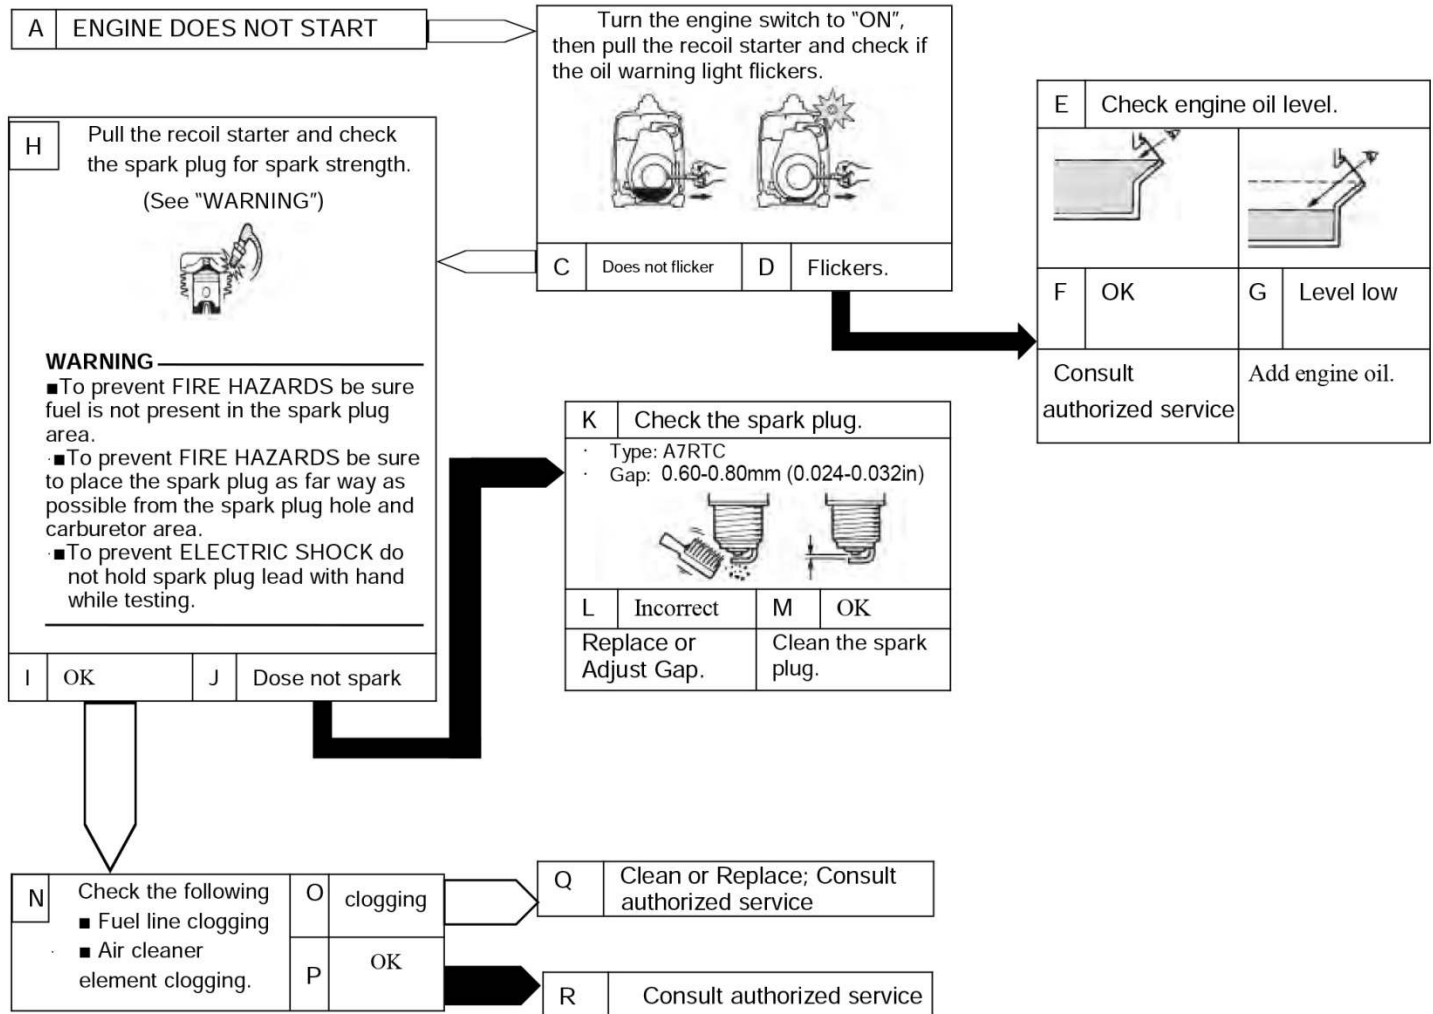 A ENGINE DOES NOT START
Turn the engine switch to “ON”,
then pull the recoil starter and check if
the oil warning light flickers.
C Does not flicker D Flickers.
E Check engine oil level.
F OK G Level low
Consult
authorized service
Add engine oil.
H Pull the recoil starter and check
the spark plug for spark strength.
(See “WARNING”)
WARNING
■To prevent FIRE HAZARDS be sure
fuel is not present in the spark plug
area.
·■To prevent FIRE HAZARDS be sure
to place the spark plug as far way as
possible from the spark plug hole and
carburetor area.
·■To prevent ELECTRIC SHOCK do
not hold spark plug lead with hand
while testing.
I OK J Dose not spark
K Check the spark plug.
· Type: A7RTC
· Gap: 0.60-0.80mm (0.024-0.032in)
L Incorrect M OK
Replace or
Adjust Gap.
Clean the spark
plug.
N Check the following
■ Fuel line clogging
· ■ Air cleaner
element clogging.
O clogging
P OK
Q Clean or Replace; Consult
authorized service
R Consult authorized service